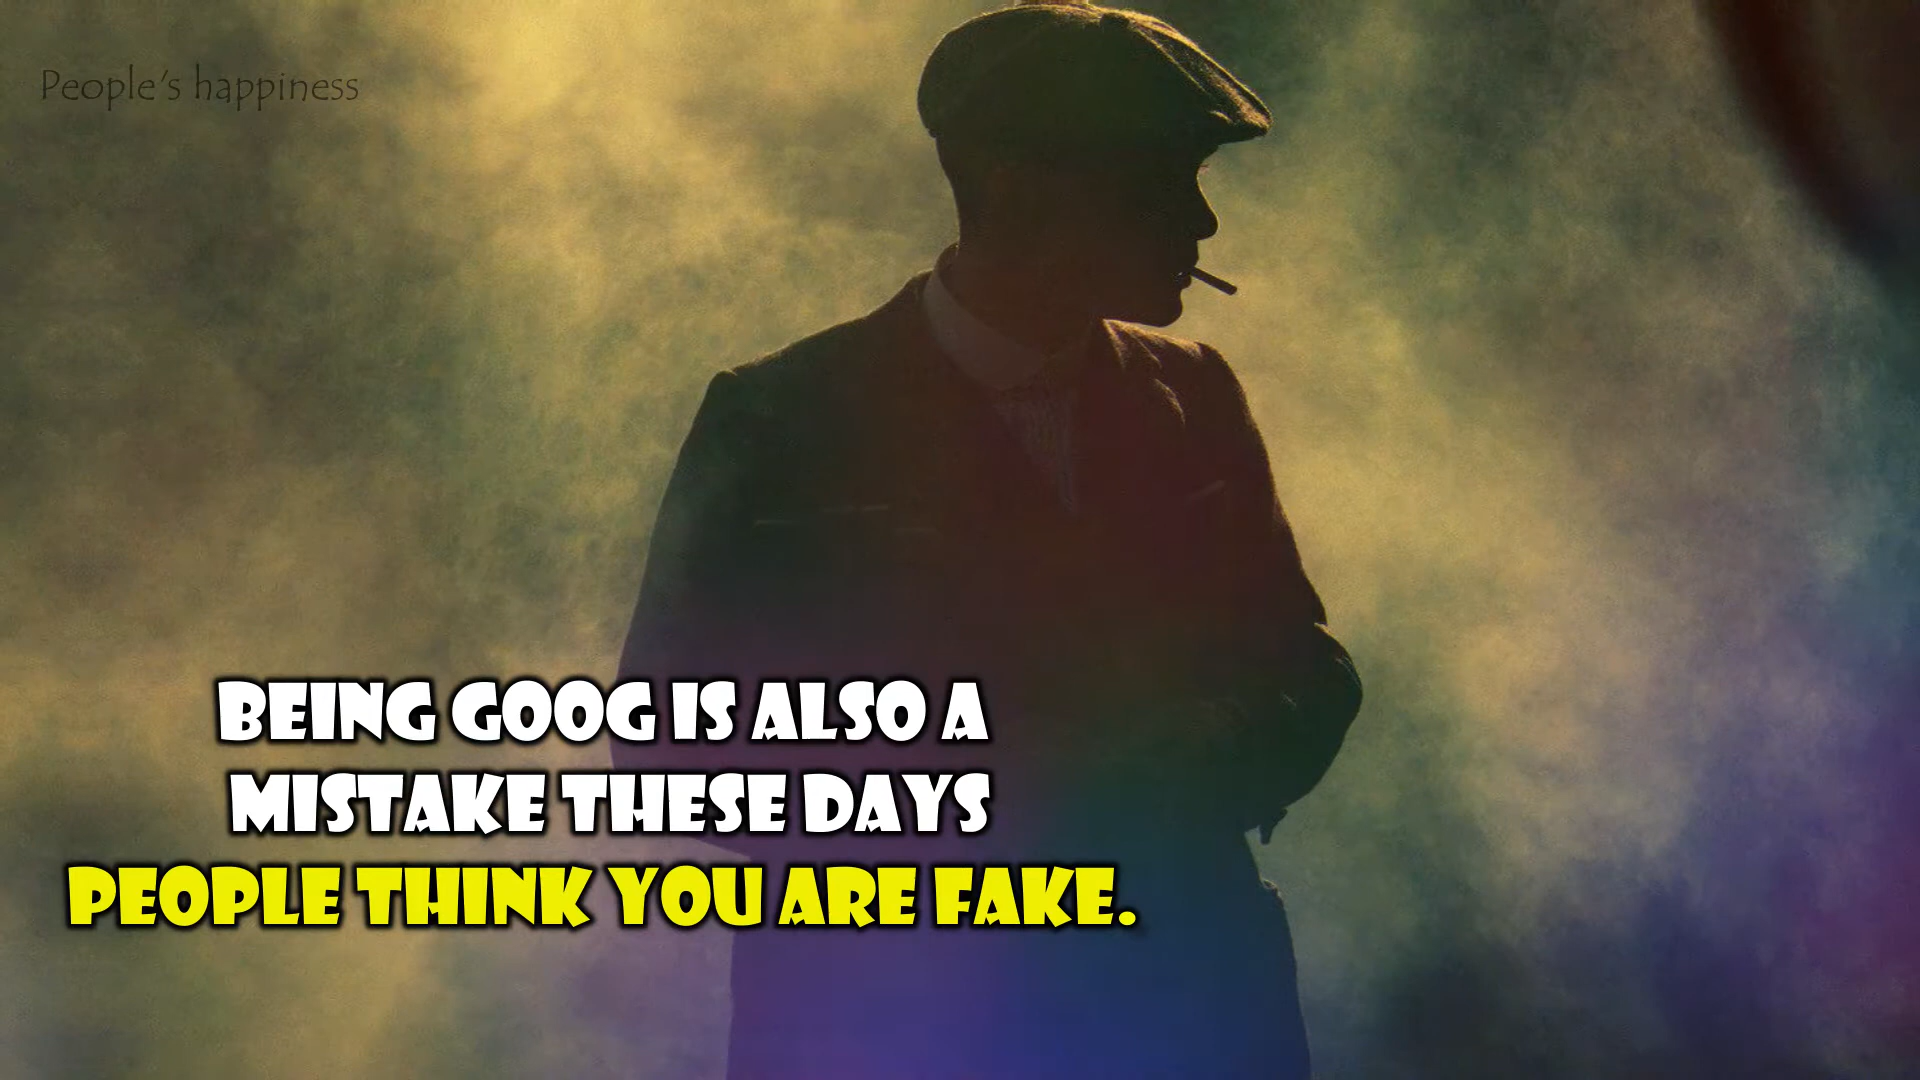 People's happiness
BEING GOOG IS ALSO A
MISTAKE THESE DAYS
PEOPLE THINK YOU ARE FAKE.